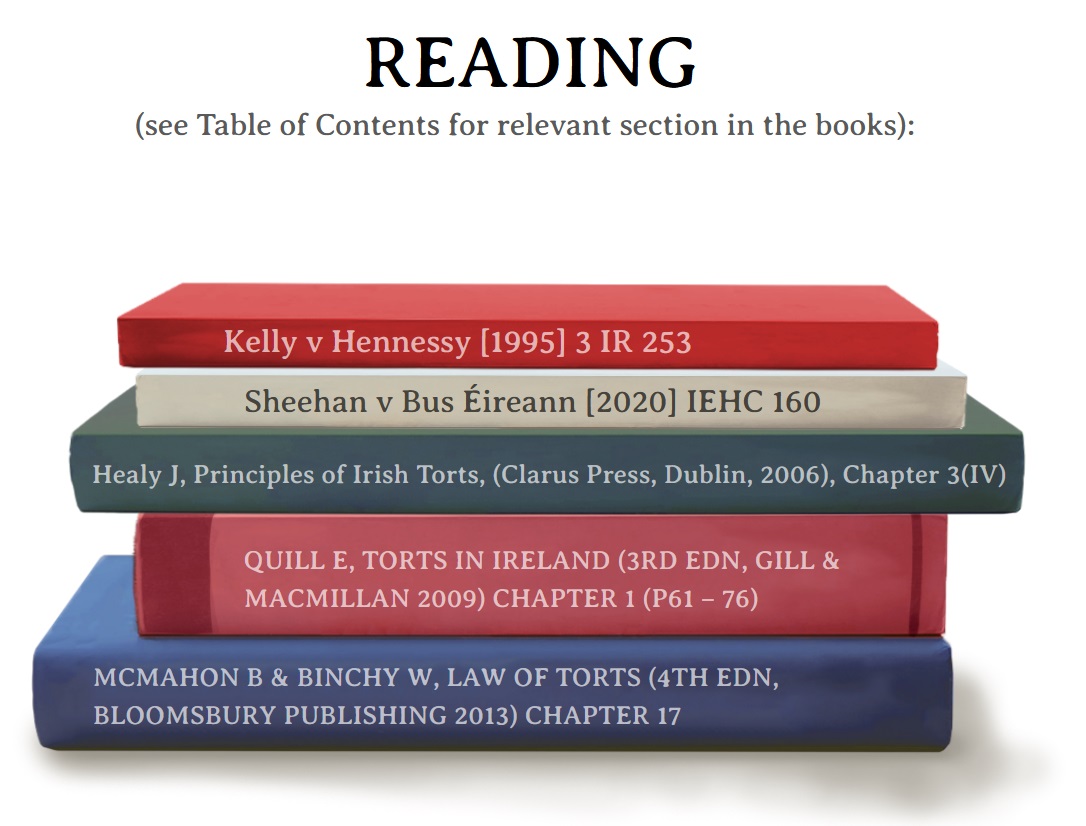 READING
(see Table of Contents for relevant section in the books):
Kelly v Hennessy [1995] 3 IR 253
Sheehan v Bus Éireann [2020] IEHC 160
Healy J, Principles of Irish Torts, (Clarus Press, Dublin, 2006), Chapter 3(IV)
QUILL E, TORTS IN IRELAND (3RD EDN, GILL &
MACMILLAN 2009) CHAPTER 1 (P61 – 76)
MCMAHON B & BINCHY W, LAW OF TORTS (4TH EDN,
BLOOMSBURY PUBLISHING 2013) CHAPTER 17